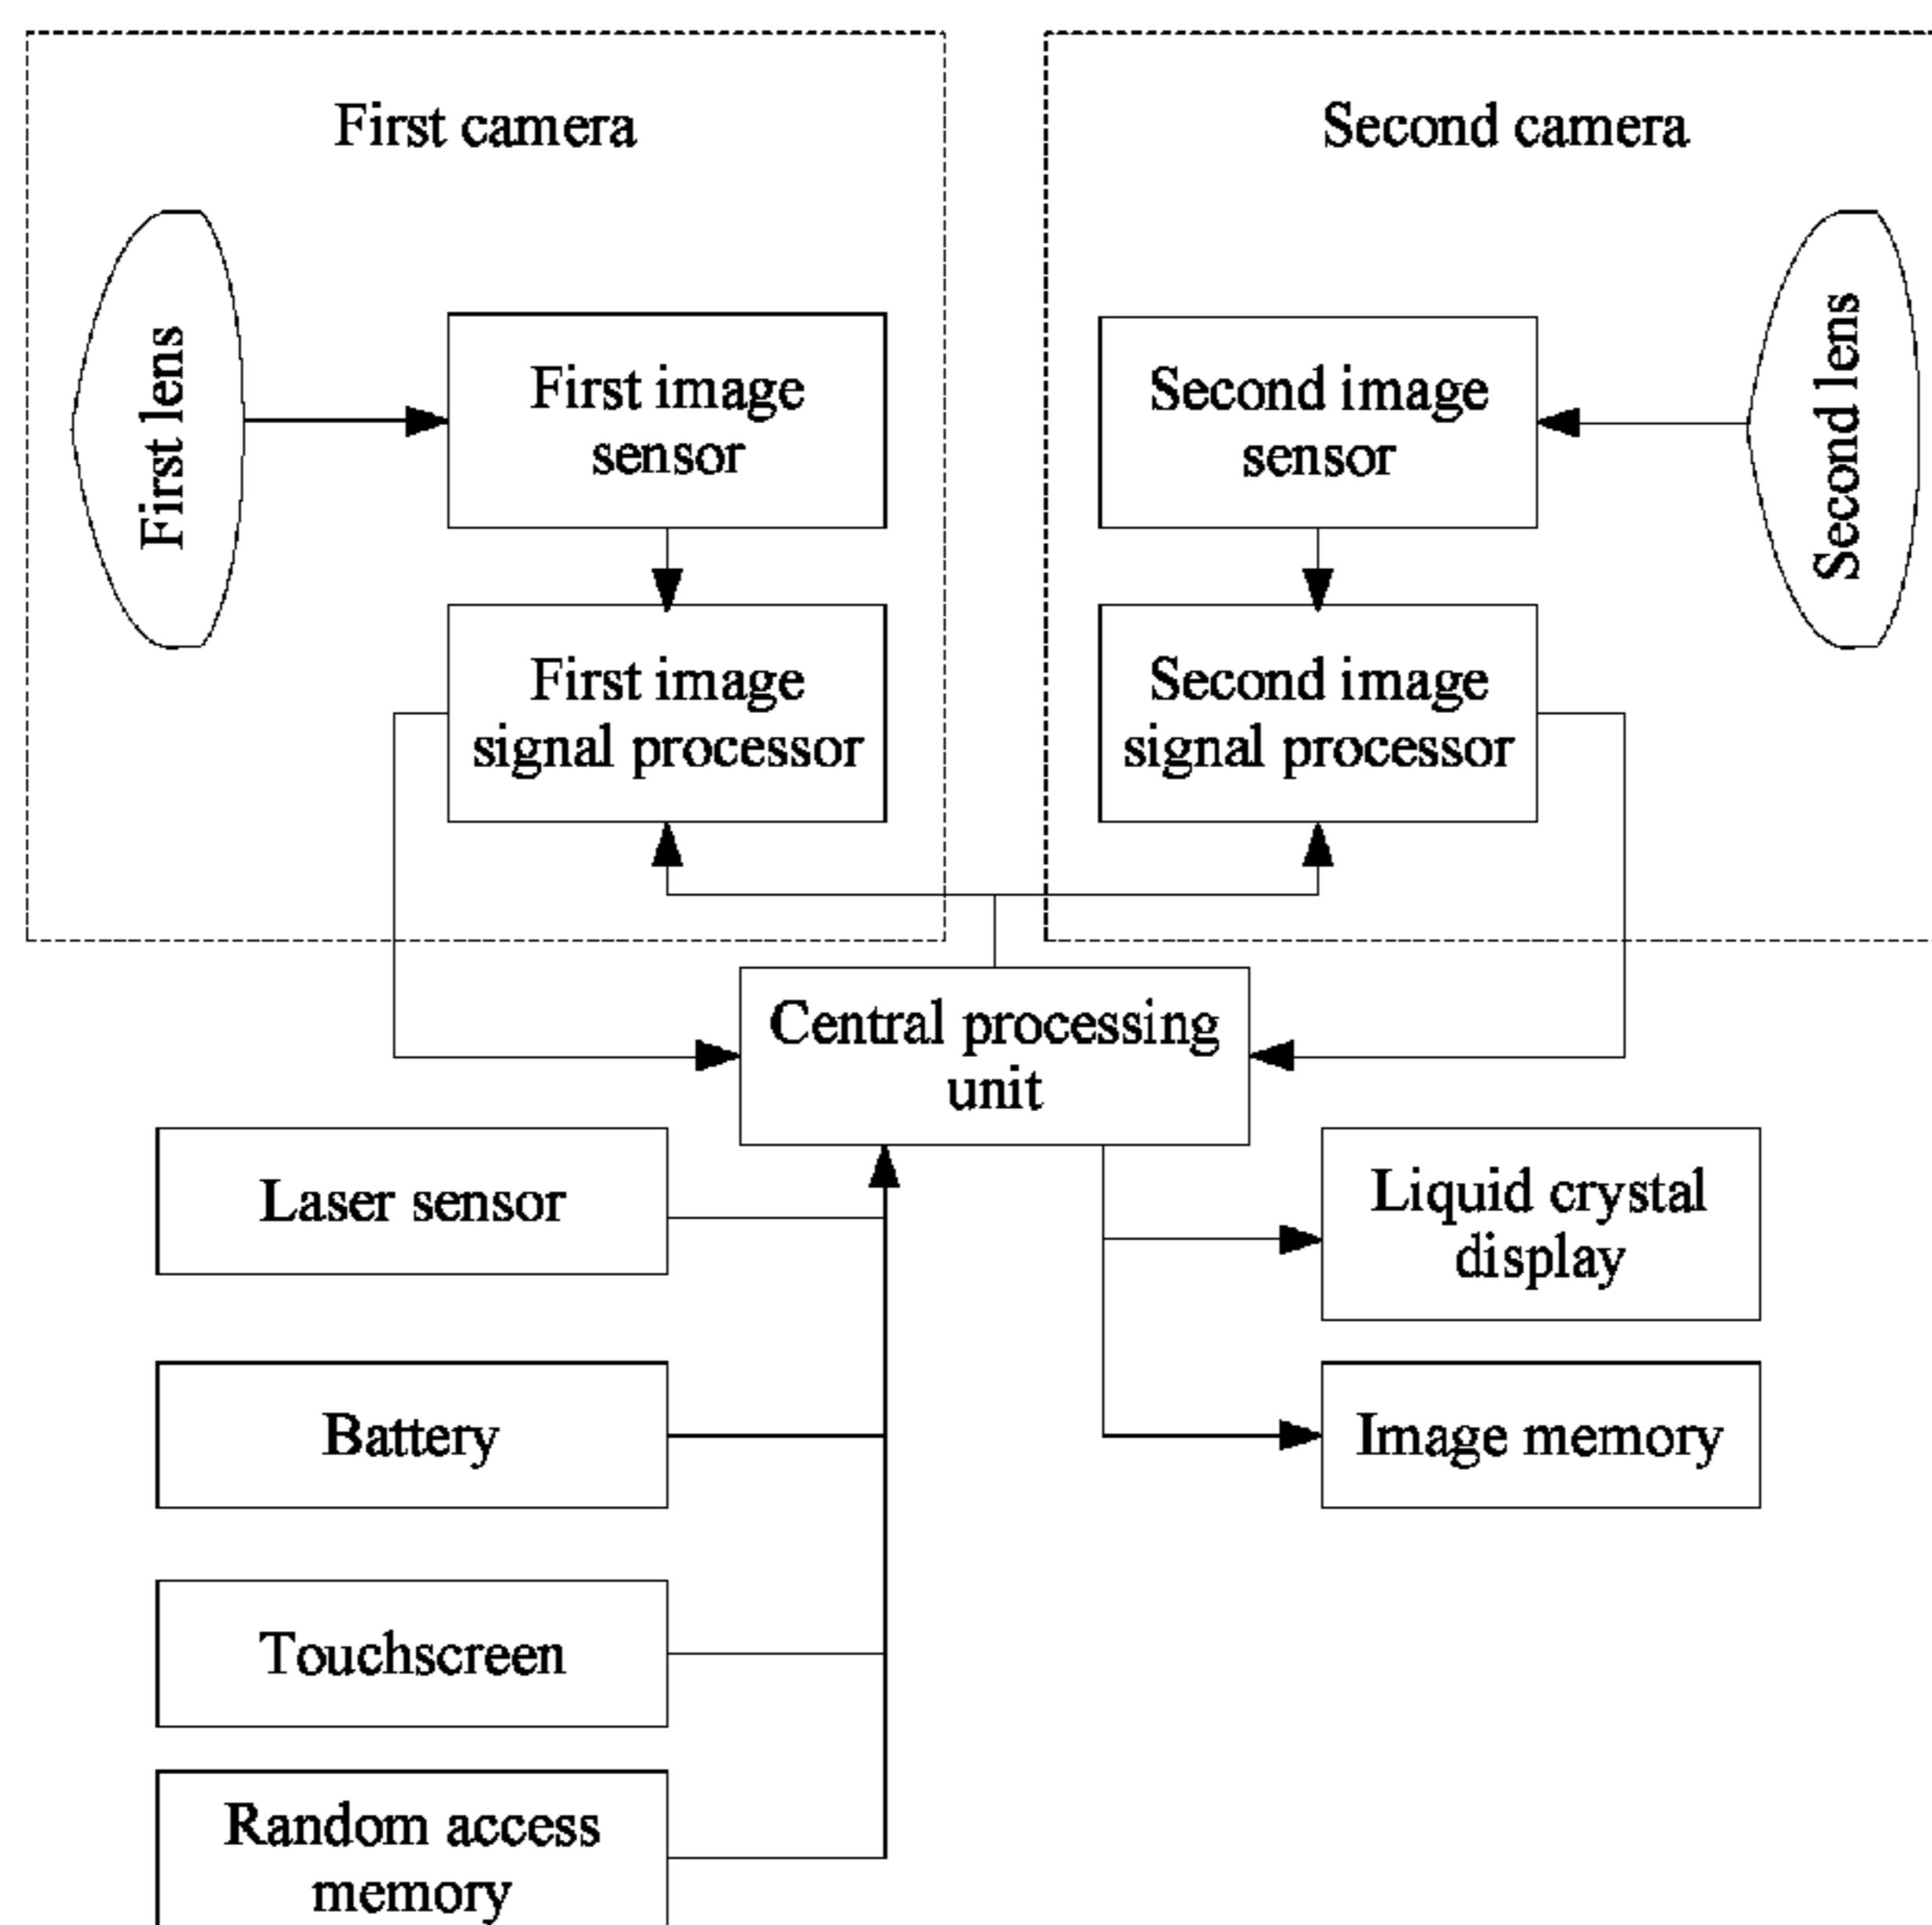 First camera
Second camera
First lens
First image
sensor
Second image
sensor
Second lens
First image
signal processor
Second image
signal processor
Central processing
unit
Laser sensor
Liquid crystal
display
Battery
Image memory
Touchscreen
Random access
memory